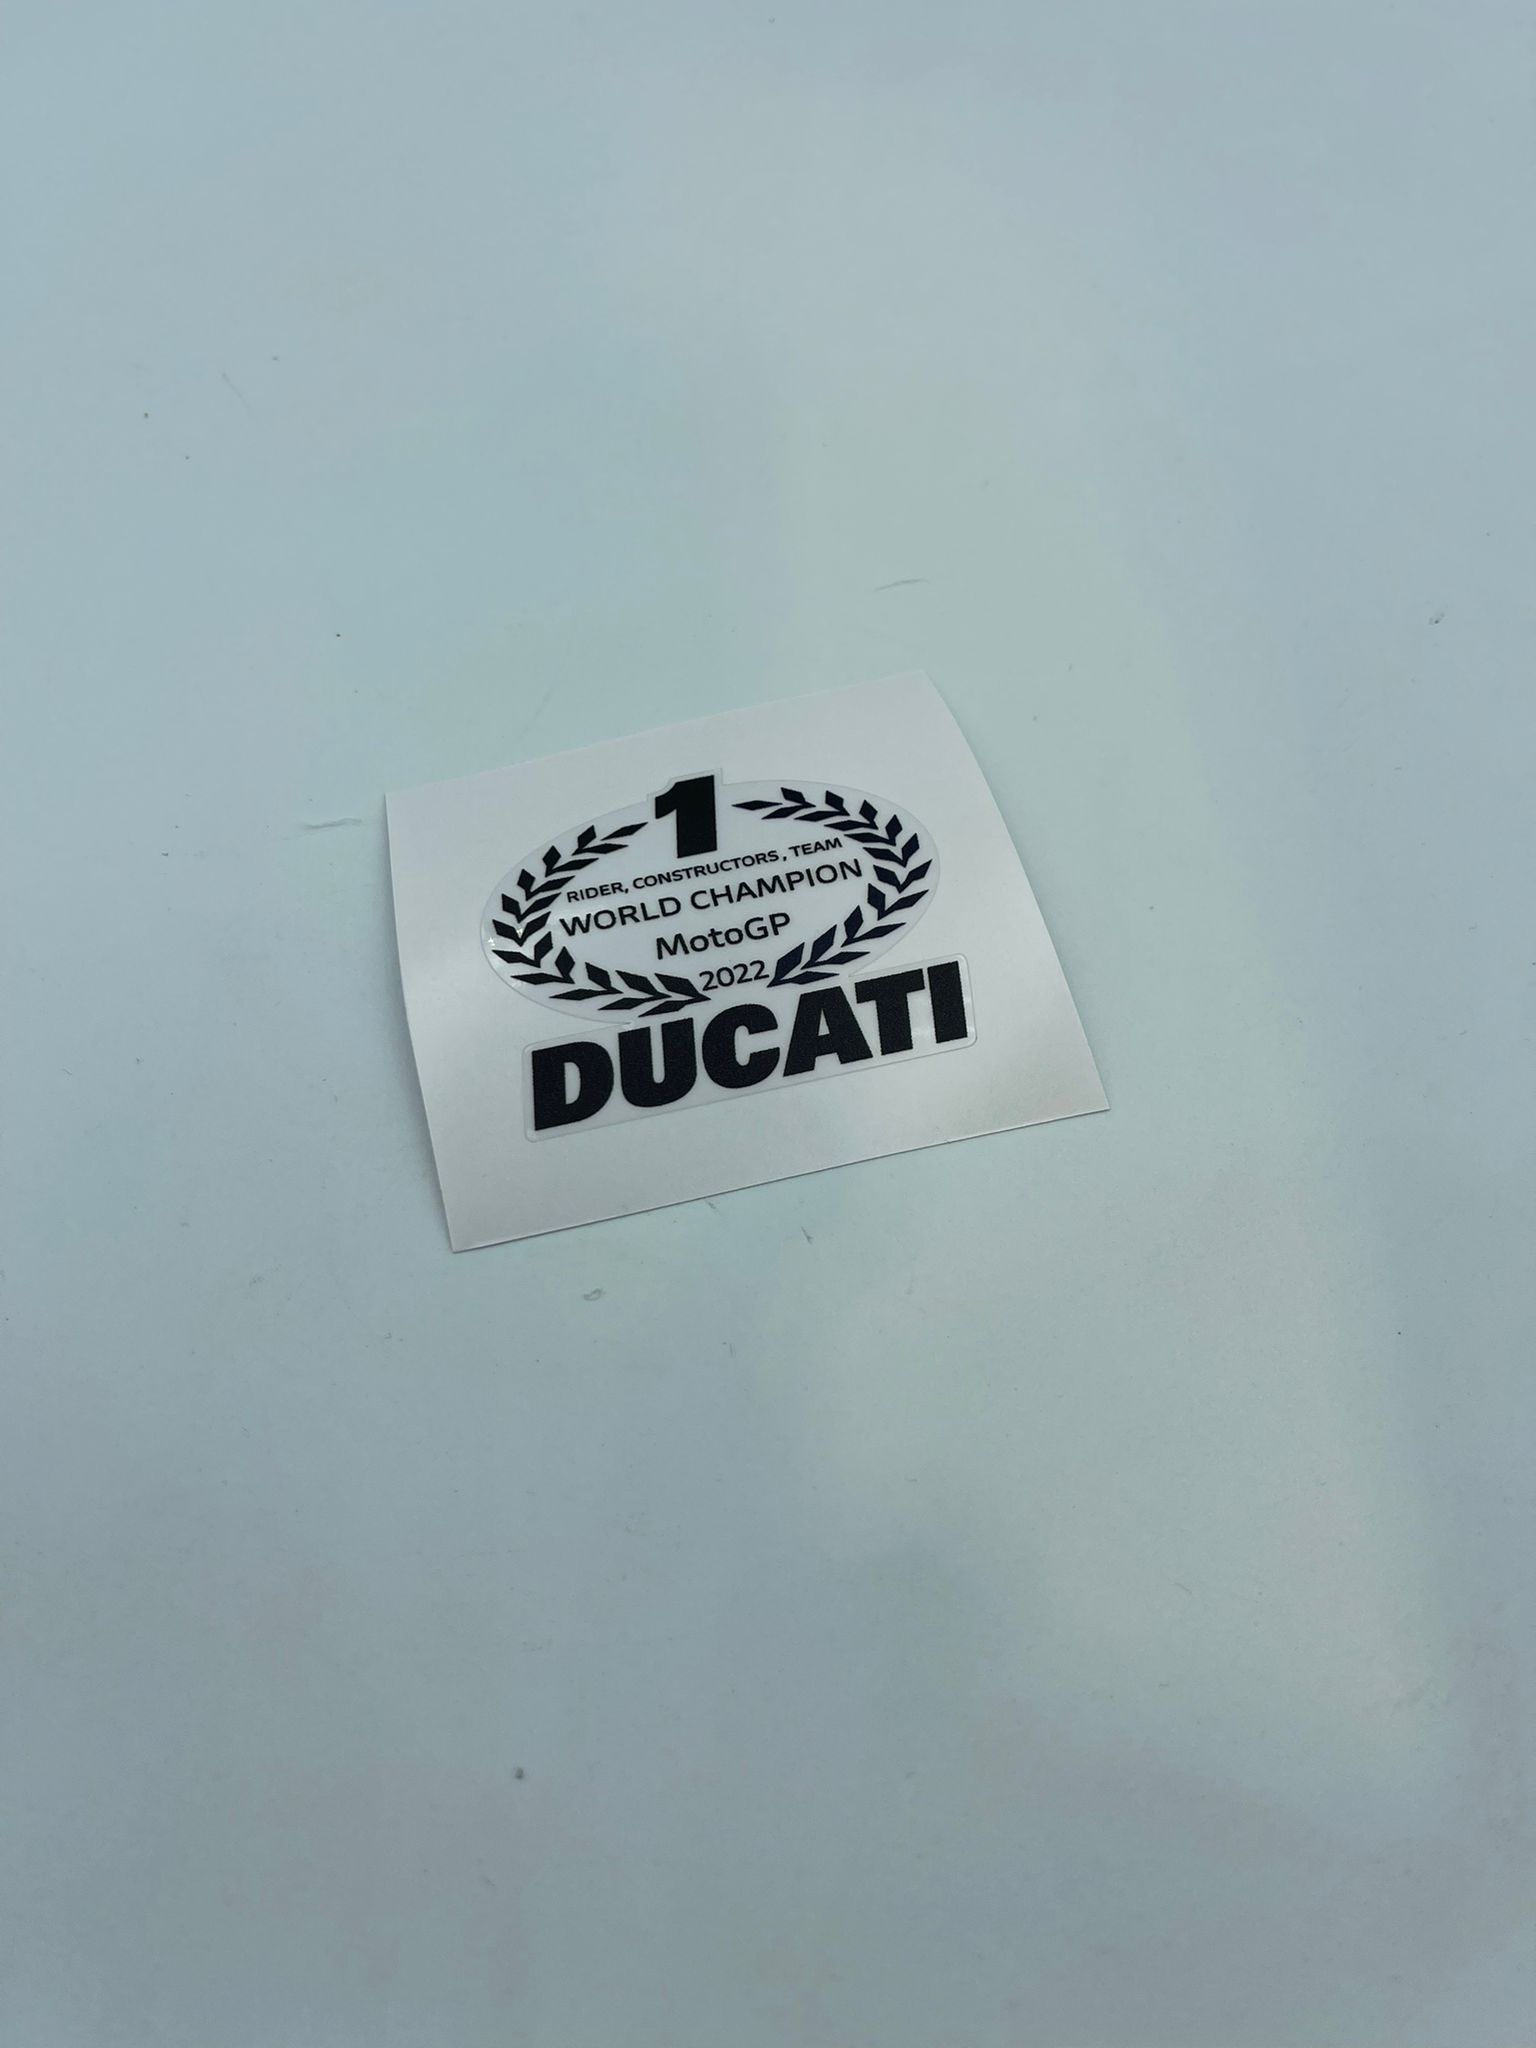 1
RIDER, CONSTRUCTORS, TEAM
WORLD CHAMPION
MotoGP
2022
DUCATI